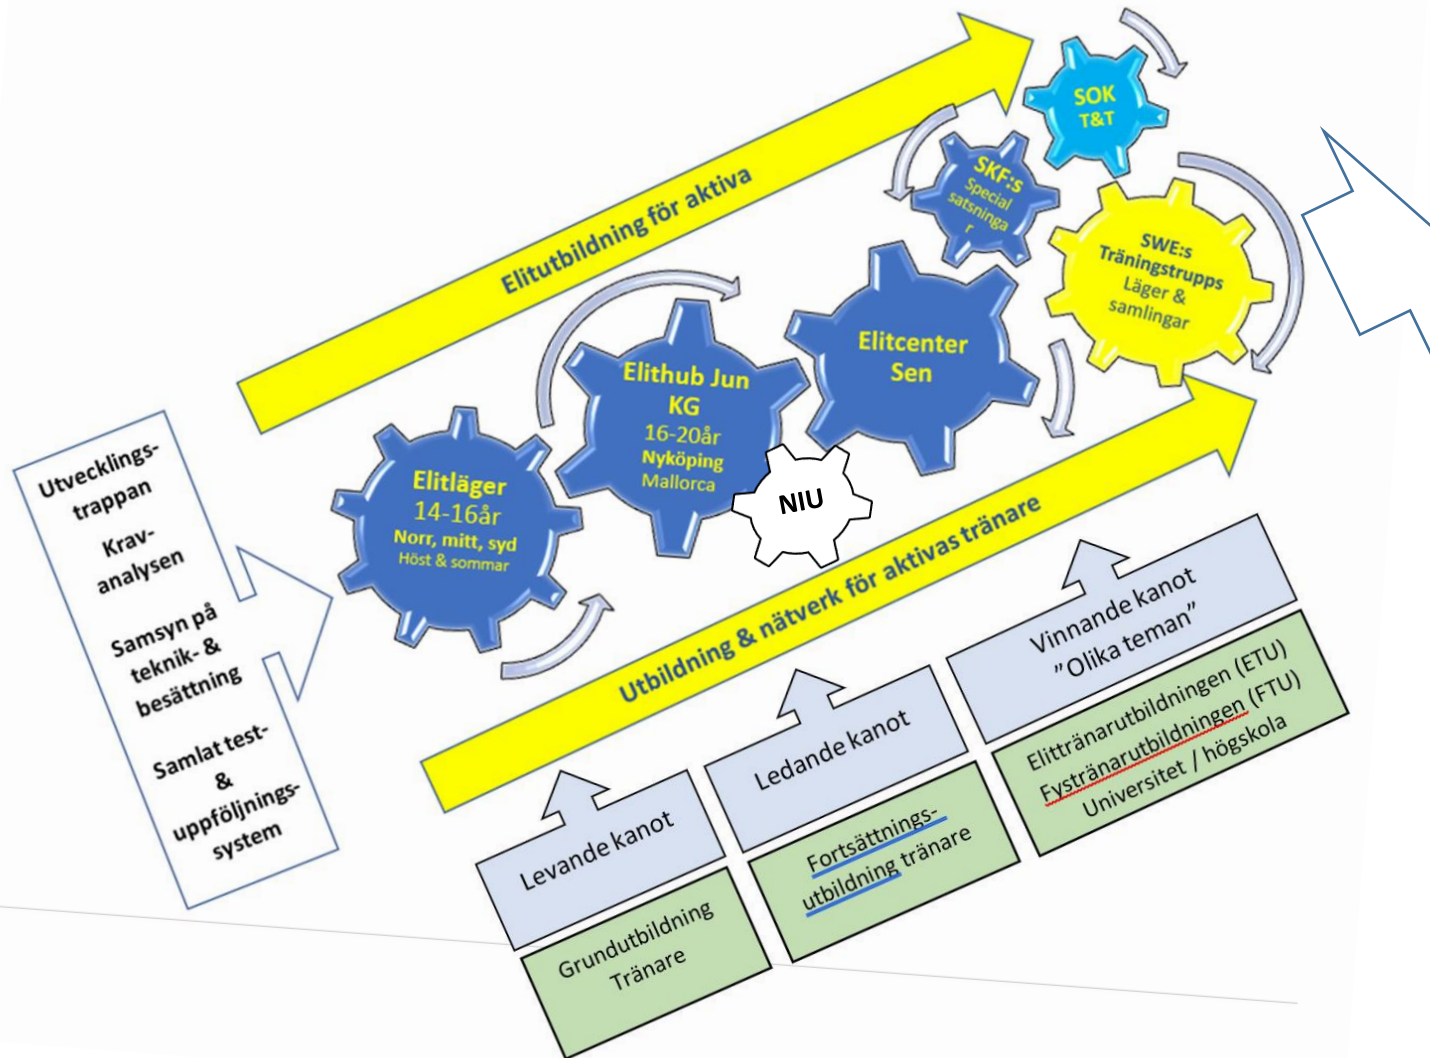 SOK
T&T
SKF:s
Special
satsninga
r
SWE:s
Träningstrupps
Läger &
samlingar
Elitutbildning för aktiva
Elitcenter
Sen
Elithub Jun
KG
16-20år
Nyköping
Mallorca
NIU
Elitläger
14-16år
Norr, mitt, syd
Höst & sommar
Utvecklings-
trappan
Krav-
analysen
Samsyn på
teknik- &
besättning
Samlat test-
&
uppföljnings-
system
Utbildning & nätverk för aktivas tränare
Levande kanot
Grundutbildning
Tränare
Ledande kanot
Fortsättnings-
utbildning tränare
Vinnande kanot
”Olika teman”
Elittränarutbildningen (ETU)
Fystränarutbildningen (FTU)
Universitet / högskola